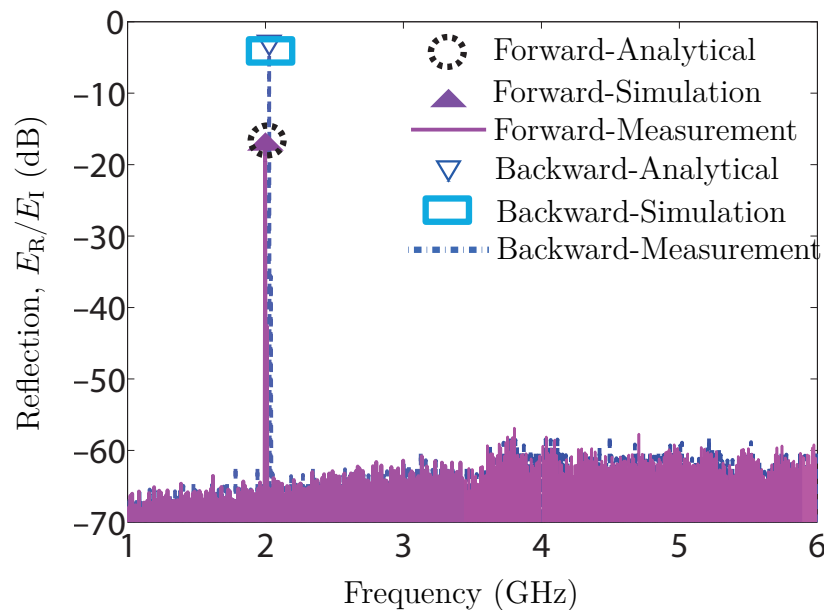 0
−10
−20
−30
−40
−50
−60
−70
Reflection, E_R/E_I (dB)
Forward-Analytical
Forward-Simulation
Forward-Measurement
Backward-Analytical
Backward-Simulation
Backward-Measurement
1 2 3 4 5 6
Frequency (GHz)